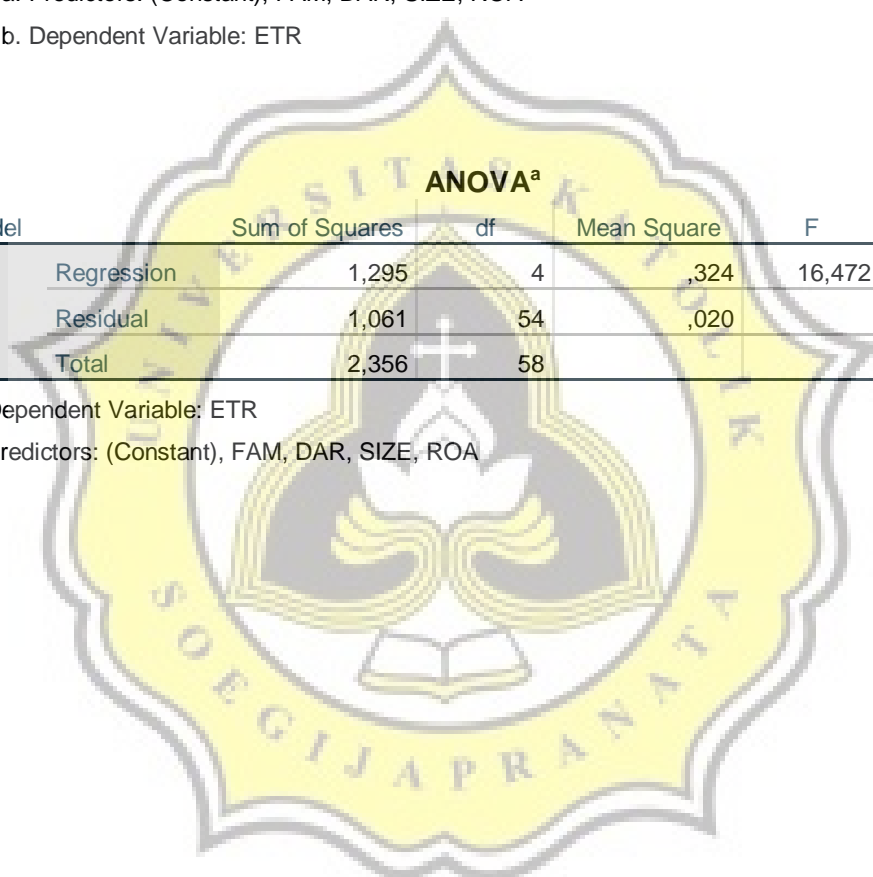 a. Predictors: (Constant), FAM, DAR, SIZE, ROA
b. Dependent Variable: ETR
ANOVAᵃ
del Sum of Squares df Mean Square F
Regression 1,295 4 ,324 16,472
Residual 1,061 54 ,020
Total 2,356 58
Dependent Variable: ETR
redictors: (Constant), FAM, DAR, SIZE, ROA
UNIVERSITAS KATOLIK
SOEGIJAPRANATA